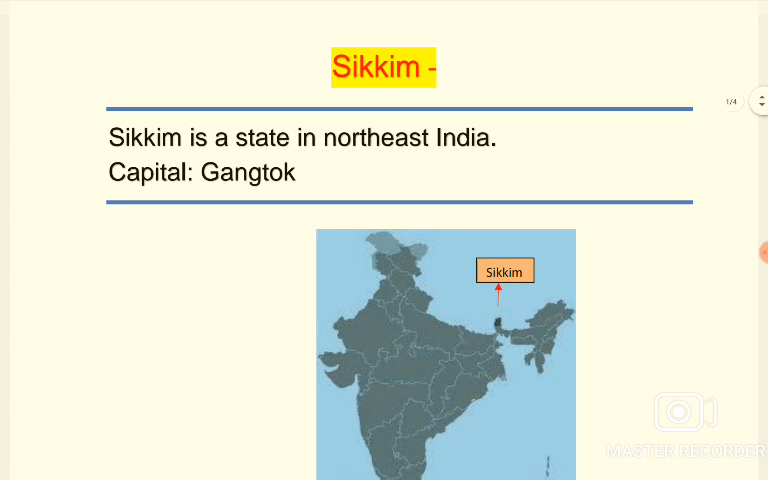 Sikkim -
1/4
Sikkim is a state in northeast India.
Capital: Gangtok
Sikkim
MASTER RECORDER